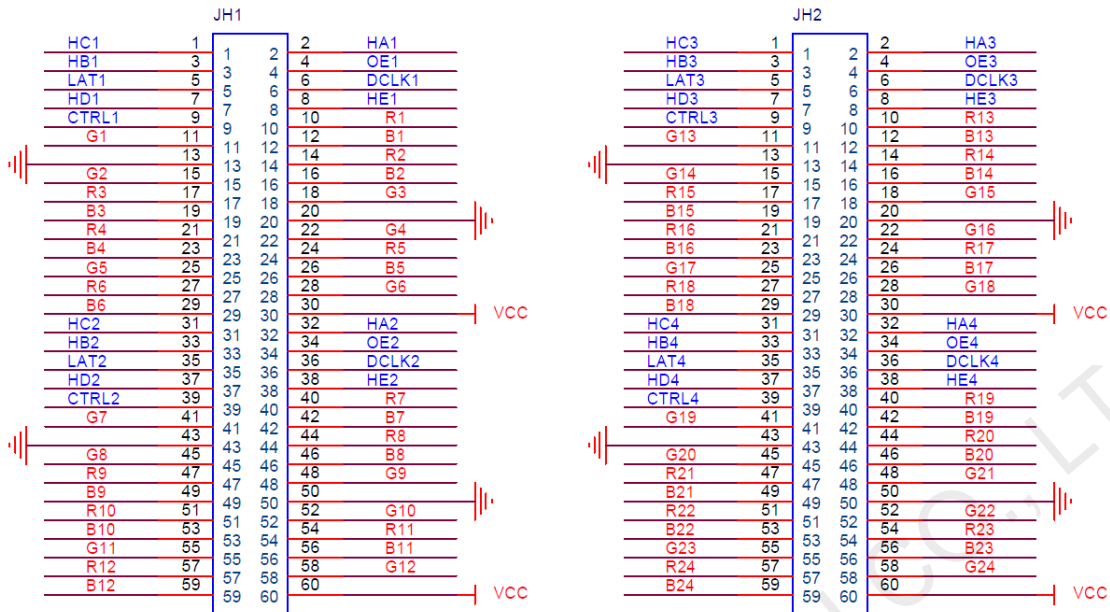 JH1 JH2
HC1 1 1 2 2 HA1 HC3 1 1 2 2 HA3
HB1 3 3 4 4 OE1 HB3 3 3 4 4 OE3
LAT1 5 5 6 6 DCLK1 LAT3 5 5 6 6 DCLK3
HD1 7 7 8 8 HE1 HD3 7 7 8 8 HE3
CTRL1 9 9 10 10 R1 CTRL3 9 9 10 10 R13
G1 11 11 12 12 B1 G13 11 11 12 12 B13
13 13 14 14 R2 13 13 14 14 R14
G2 15 15 16 16 B2 G14 15 15 16 16 B14
R3 17 17 18 18 G3 R15 17 17 18 18 G15
B3 19 19 20 20 B15 19 19 20 20
R4 21 21 22 22 G4 R16 21 21 22 22 G16
B4 23 23 24 24 R5 B16 23 23 24 24 R17
G5 25 25 26 26 B5 G17 25 25 26 26 B17
R6 27 27 28 28 G6 R18 27 27 28 28 G18
B6 29 29 30 30 VCC B18 29 29 30 30 VCC
HC2 31 31 32 32 HA2 HC4 31 31 32 32 HA4
HB2 33 33 34 34 OE2 HB4 33 33 34 34 OE4
LAT2 35 35 36 36 DCLK2 LAT4 35 35 36 36 DCLK4
HD2 37 37 38 38 HE2 HD4 37 37 38 38 HE4
CTRL2 39 39 40 40 R7 CTRL4 39 39 40 40 R19
G7 41 41 42 42 B7 G19 41 41 42 42 B19
43 43 44 44 R8 43 43 44 44 R20
G8 45 45 46 46 B8 G20 45 45 46 46 B20
R9 47 47 48 48 G9 R21 47 47 48 48 G21
B9 49 49 50 50 B21 49 49 50 50
R10 51 51 52 52 G10 R22 51 51 52 52 G22
B10 53 53 54 54 R11 B22 53 53 54 54 R23
G11 55 55 56 56 B11 G23 55 55 56 56 B23
R12 57 57 58 58 G12 R24 57 57 58 58 G24
B12 59 59 60 60 VCC B24 59 59 60 60 VCC
CO., LT